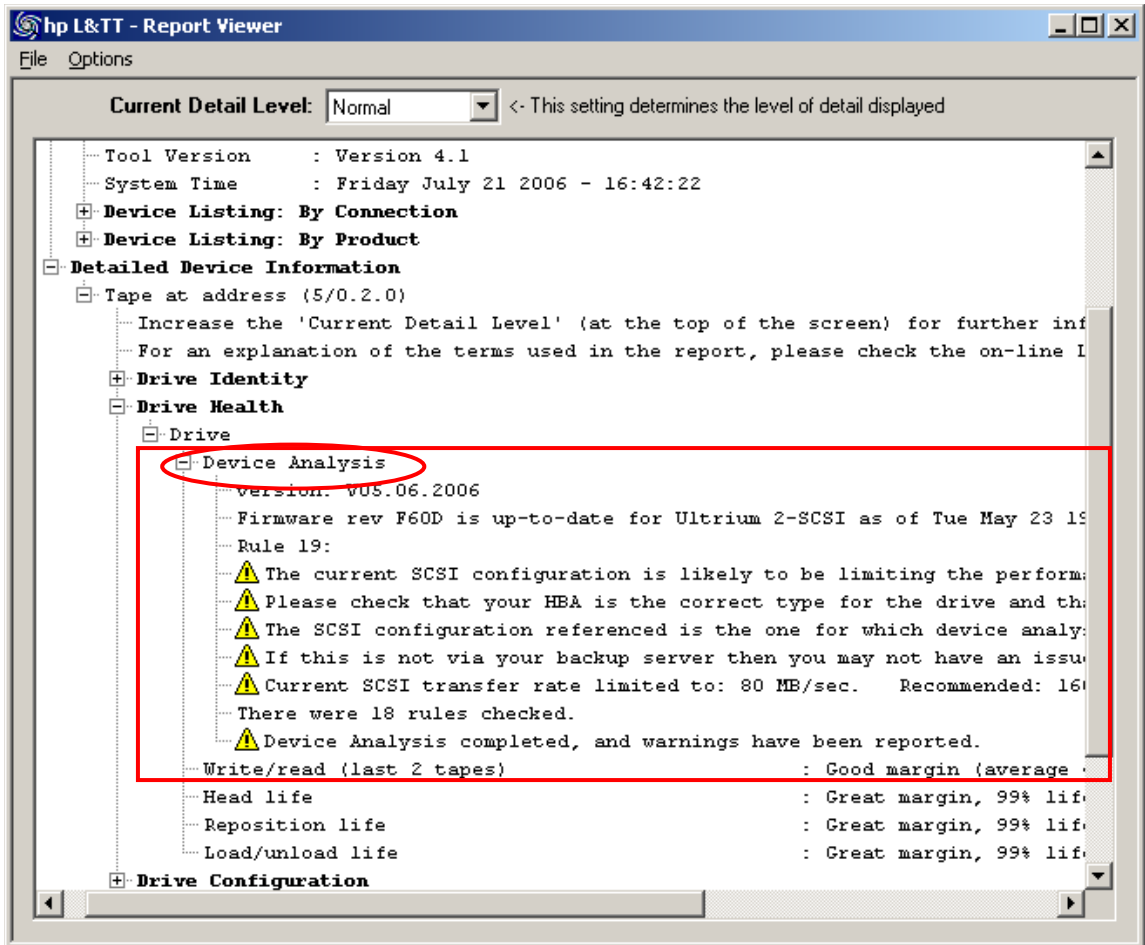 hp L&TT - Report Viewer
File Options
Current Detail Level: Normal <- This setting determines the level of detail displayed
Tool Version : Version 4.1
System Time : Friday July 21 2006 - 16:42:22
Device Listing: By Connection
Device Listing: By Product
Detailed Device Information
Tape at address (5/0.2.0)
Increase the 'Current Detail Level' (at the top of the screen) for further inf
For an explanation of the terms used in the report, please check the on-line
Drive Identity
Drive Health
Drive
Device Analysis
Version: V05.06.2006
Firmware rev F60D is up-to-date for Ultrium 2-SCSI as of Tue May 23 19
Rule 19:
The current SCSI configuration is likely to be limiting the perform
Please check that your HBA is the correct type for the drive and th
The SCSI configuration referenced is the one for which device analy
If this is not via your backup server then you may not have an issu
Current SCSI transfer rate limited to: 80 MB/sec. Recommended: 16
There were 18 rules checked.
Device Analysis completed, and warnings have been reported.
Write/read (last 2 tapes) : Good margin (average
Head life : Great margin, 99% lif
Reposition life : Great margin, 99% lif
Load/unload life : Great margin, 99% lif
Drive Configuration